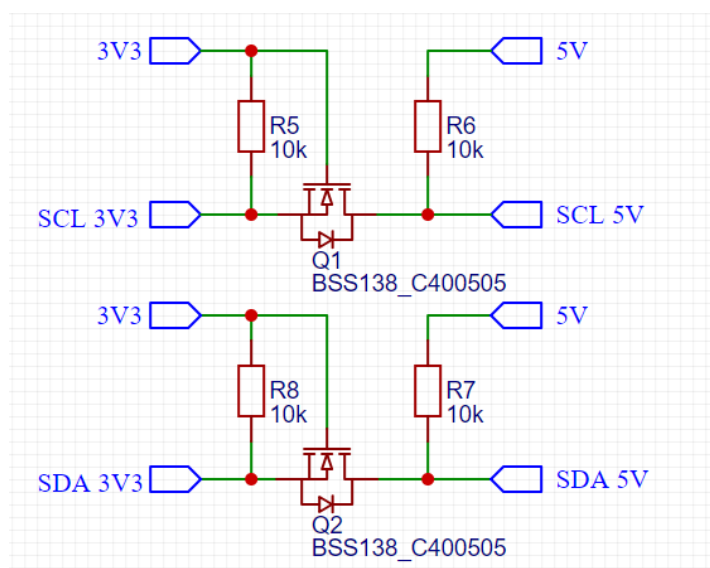 3V3
5V
R5
10k
R6
10k
SCL 3V3
SCL 5V
Q1
BSS138_C400505
3V3
5V
R8
10k
R7
10k
SDA 3V3
SDA 5V
Q2
BSS138_C400505